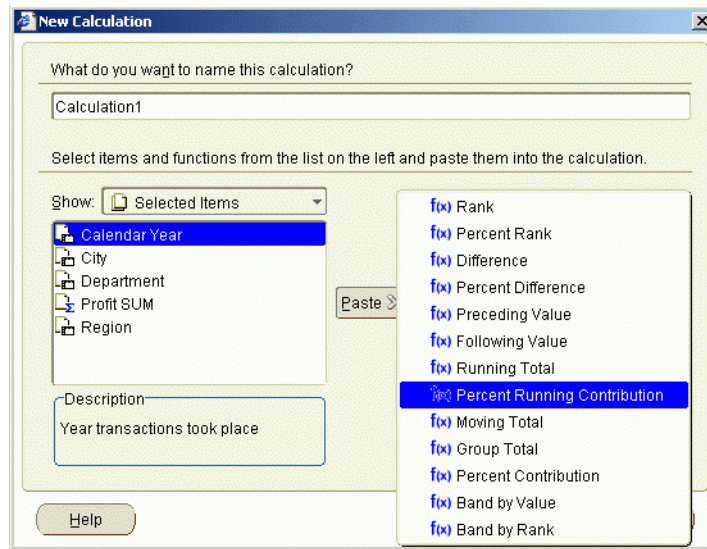 New Calculation
What do you want to name this calculation?
Calculation1
Select items and functions from the list on the left and paste them into the calculation.
Show: Selected Items
Calendar Year
City
Department
Profit SUM
Region
Paste
Description
Year transactions took place
f(x) Rank
f(x) Percent Rank
f(x) Difference
f(x) Percent Difference
f(x) Preceding Value
f(x) Following Value
f(x) Running Total
f(x) Percent Running Contribution
f(x) Moving Total
f(x) Group Total
f(x) Percent Contribution
f(x) Band by Value
f(x) Band by Rank
Help